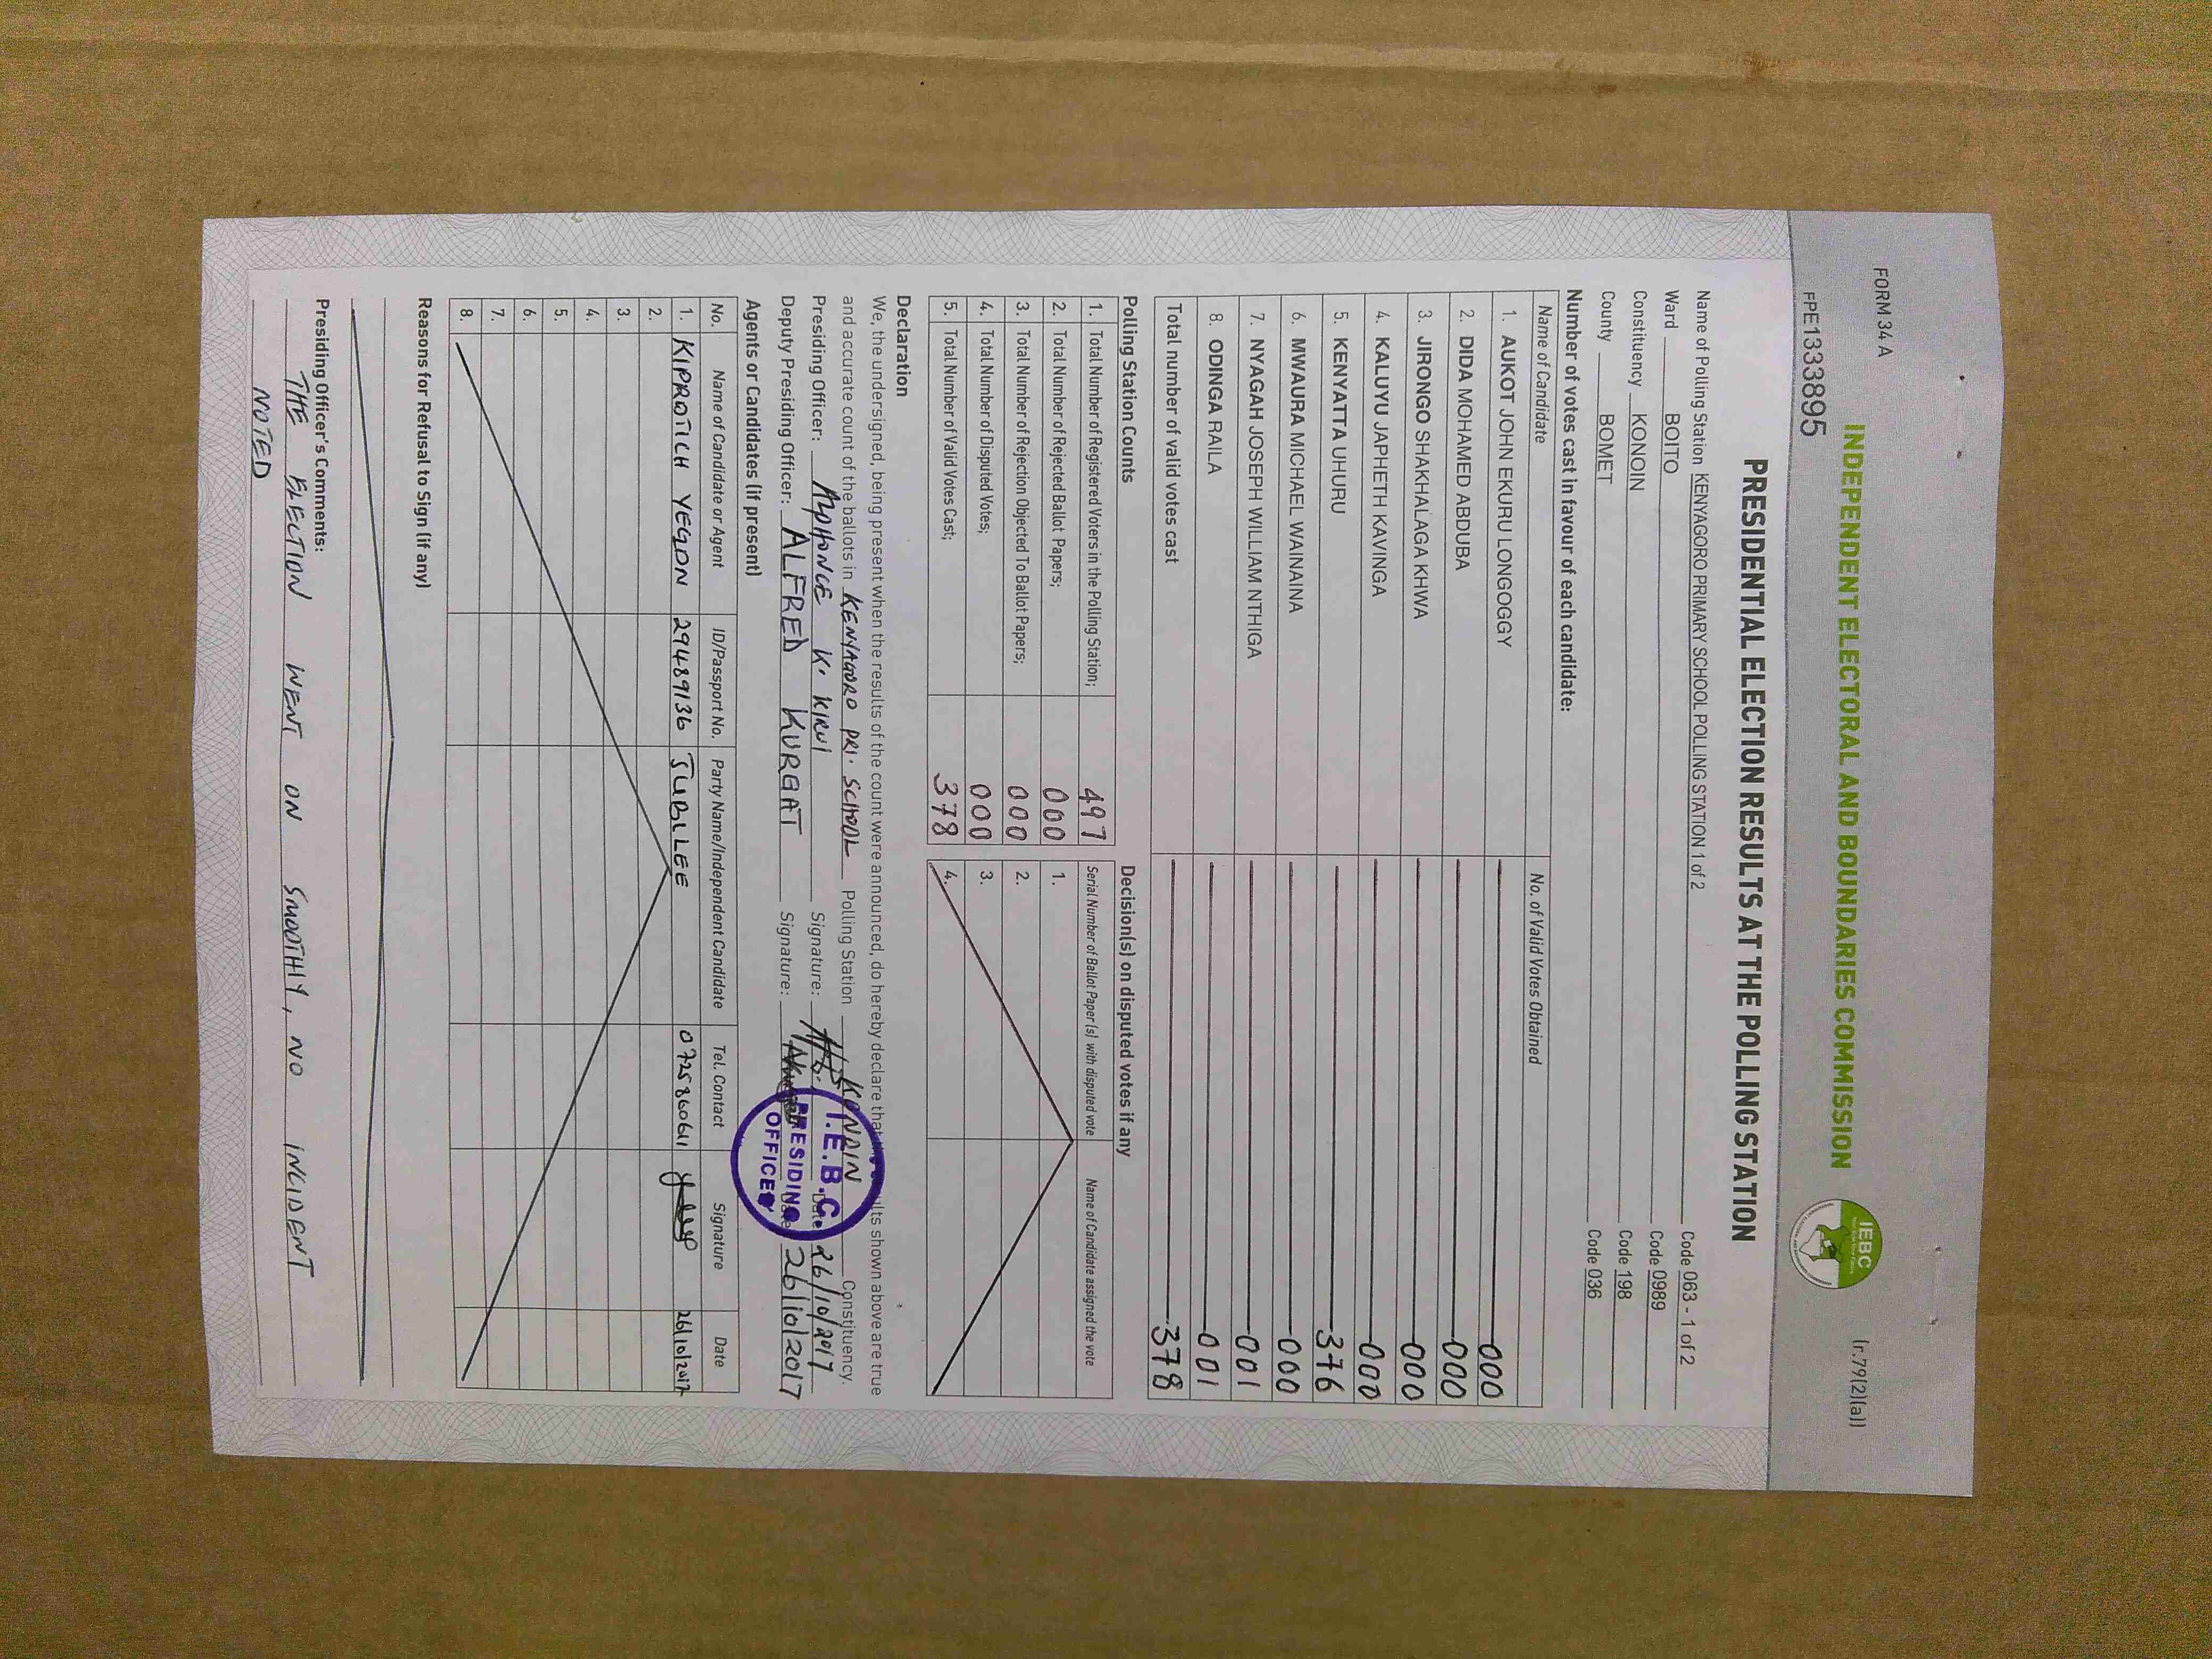 FORM 34 A
(r.79(2)(a))
INDEPENDENT ELECTORAL AND BOUNDARIES COMMISSION
IEBC
FPE1333895
PRESIDENTIAL ELECTION RESULTS AT THE POLLING STATION
Name of Polling Station KENYAGORO PRIMARY SCHOOL POLLING STATION 1 of 2 Code 063 - 1 of 2
Ward BOITO Code 0989
Constituency KONOIN Code 198
County BOMET Code 036
Number of votes cast in favour of each candidate:
Name of Candidate No. of Valid Votes Obtained
1. AUKOT JOHN EKURU LONGOGGY 000
2. DIDA MOHAMED ABDUBA 000
3. JIRONGO SHAKHALAGA KHWA 000
4. KALUYU JAPHETH KAVINGA 000
5. KENYATTA UHURU 376
6. MWAURA MICHAEL WAINAINA 000
7. NYAGAH JOSEPH WILLIAM NTHIGA 001
8. ODINGA RAILA 001
Total number of valid votes cast 378
Polling Station Counts
1. Total Number of Registered Voters in the Polling Station; 497
2. Total Number of Rejected Ballot Papers; 000
3. Total Number of Rejection Objected To Ballot Papers; 000
4. Total Number of Disputed Votes; 000
5. Total Number of Valid Votes Cast; 378
Decision(s) on disputed votes if any
Serial Number of Ballot Paper (s) with disputed vote Name of Candidate assigned the vote
1.
2.
3.
4.
Declaration
We, the undersigned, being present when the results of the count were announced, do hereby declare that the results shown above are true
and accurate count of the ballots in KENYAGORO PRI. SCHOOL Polling Station KONOIN Constituency.
Presiding Officer: ALPHONCE K. KIRUI Signature: Date 26/10/2017
Deputy Presiding Officer: ALFRED KURGAT Signature: Date 26/10/2017
I.E.B.C.
PRESIDING
OFFICER
Agents or Candidates (if present)
No. Name of Candidate or Agent ID/Passport No. Party Name/Independent Candidate Tel. Contact Signature Date
1. KIPROTICH YEGON 29489136 JUBILEE 0725860611 26/10/2017
2.
3.
4.
5.
6.
7.
8.
Reasons for Refusal to Sign (if any)
Presiding Officer's Comments:
THE ELECTION WENT ON SMOOTHLY, NO INCIDENT
NOTED